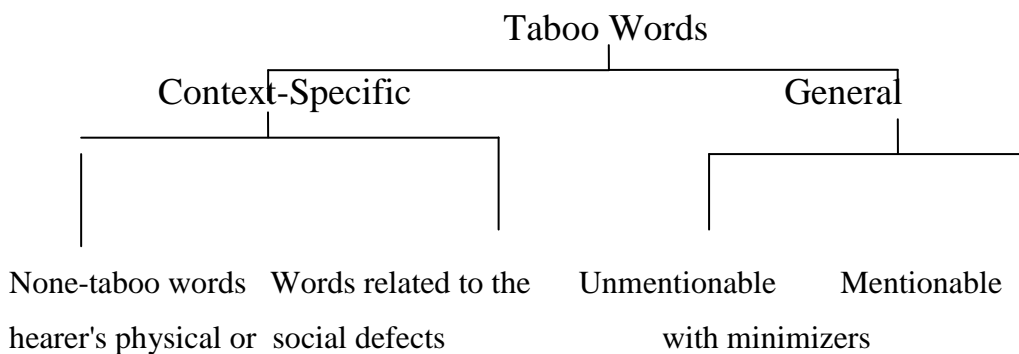 Taboo Words
Context-Specific General
None-taboo words Words related to the Unmentionable Mentionable
hearer's physical or social defects with minimizers